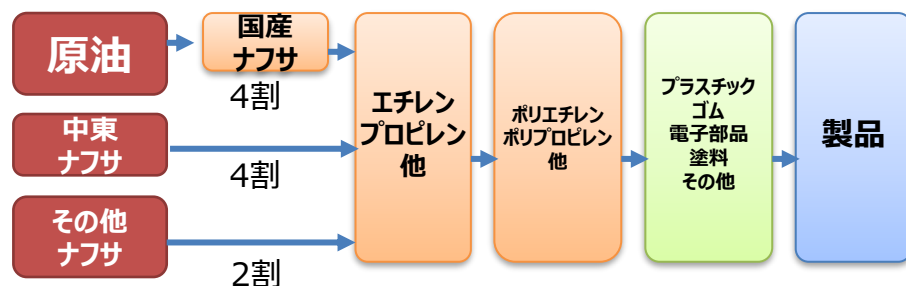 原油
国産
ナフサ
4割
中東
ナフサ
4割
その他
ナフサ
2割
エチレン
プロピレン
他
ポリエチレン
ポリプロピレン
他
プラスチック
ゴム
電子部品
塗料
その他
製品